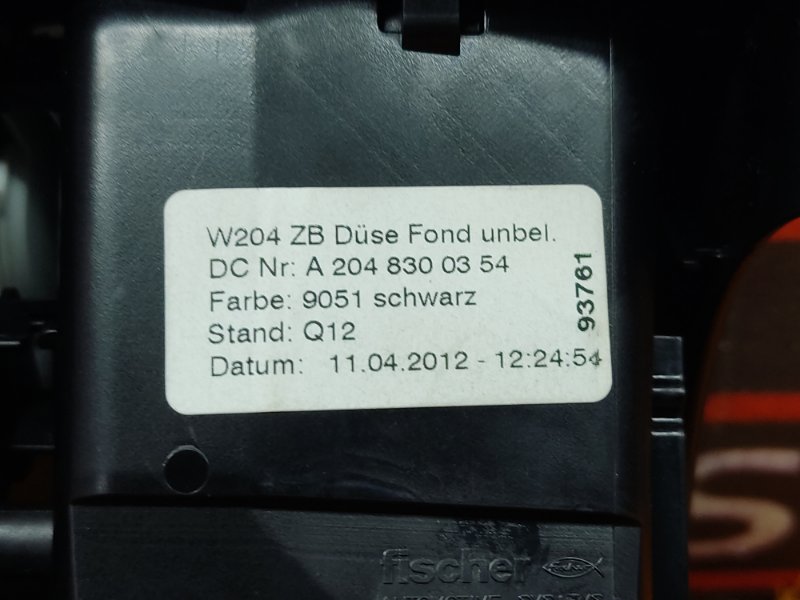 W204 ZB Düse Fond unbel.
DC Nr: A 204 830 03 54
Farbe: 9051 schwarz
Stand: Q12
Datum: 11.04.2012 - 12:24:54
93761
fischer